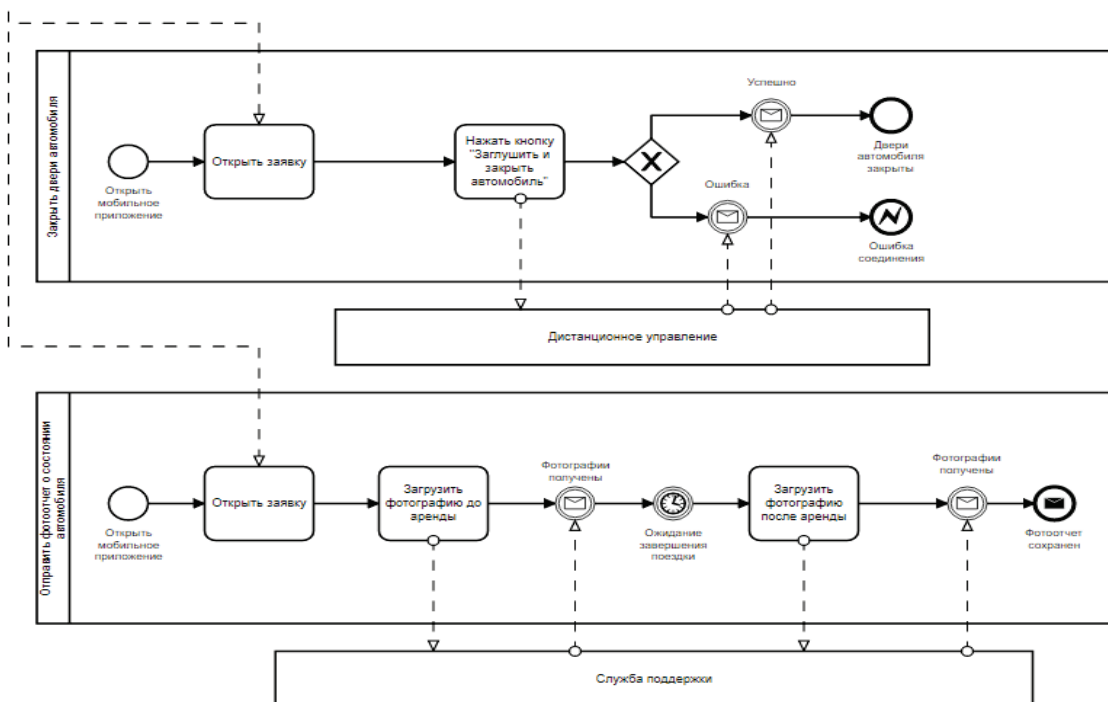 Закрыть двери автомобиля
Открыть
мобильное
приложение
Открыть заявку
Нажать кнопку
"Заглушить и
закрыть
автомобиль"
Успешно
Ошибка
Двери
автомобиля
закрыты
Ошибка
соединения
Дистанционное управление
Отправить фотоотчет о состоянии
автомобиля
Открыть
мобильное
приложение
Открыть заявку
Загрузить
фотографию до
аренды
Фотографии
получены
Ожидание
завершения
поездки
Загрузить
фотографию
после аренды
Фотографии
получены
Фотоотчет
сохранен
Служба поддержки